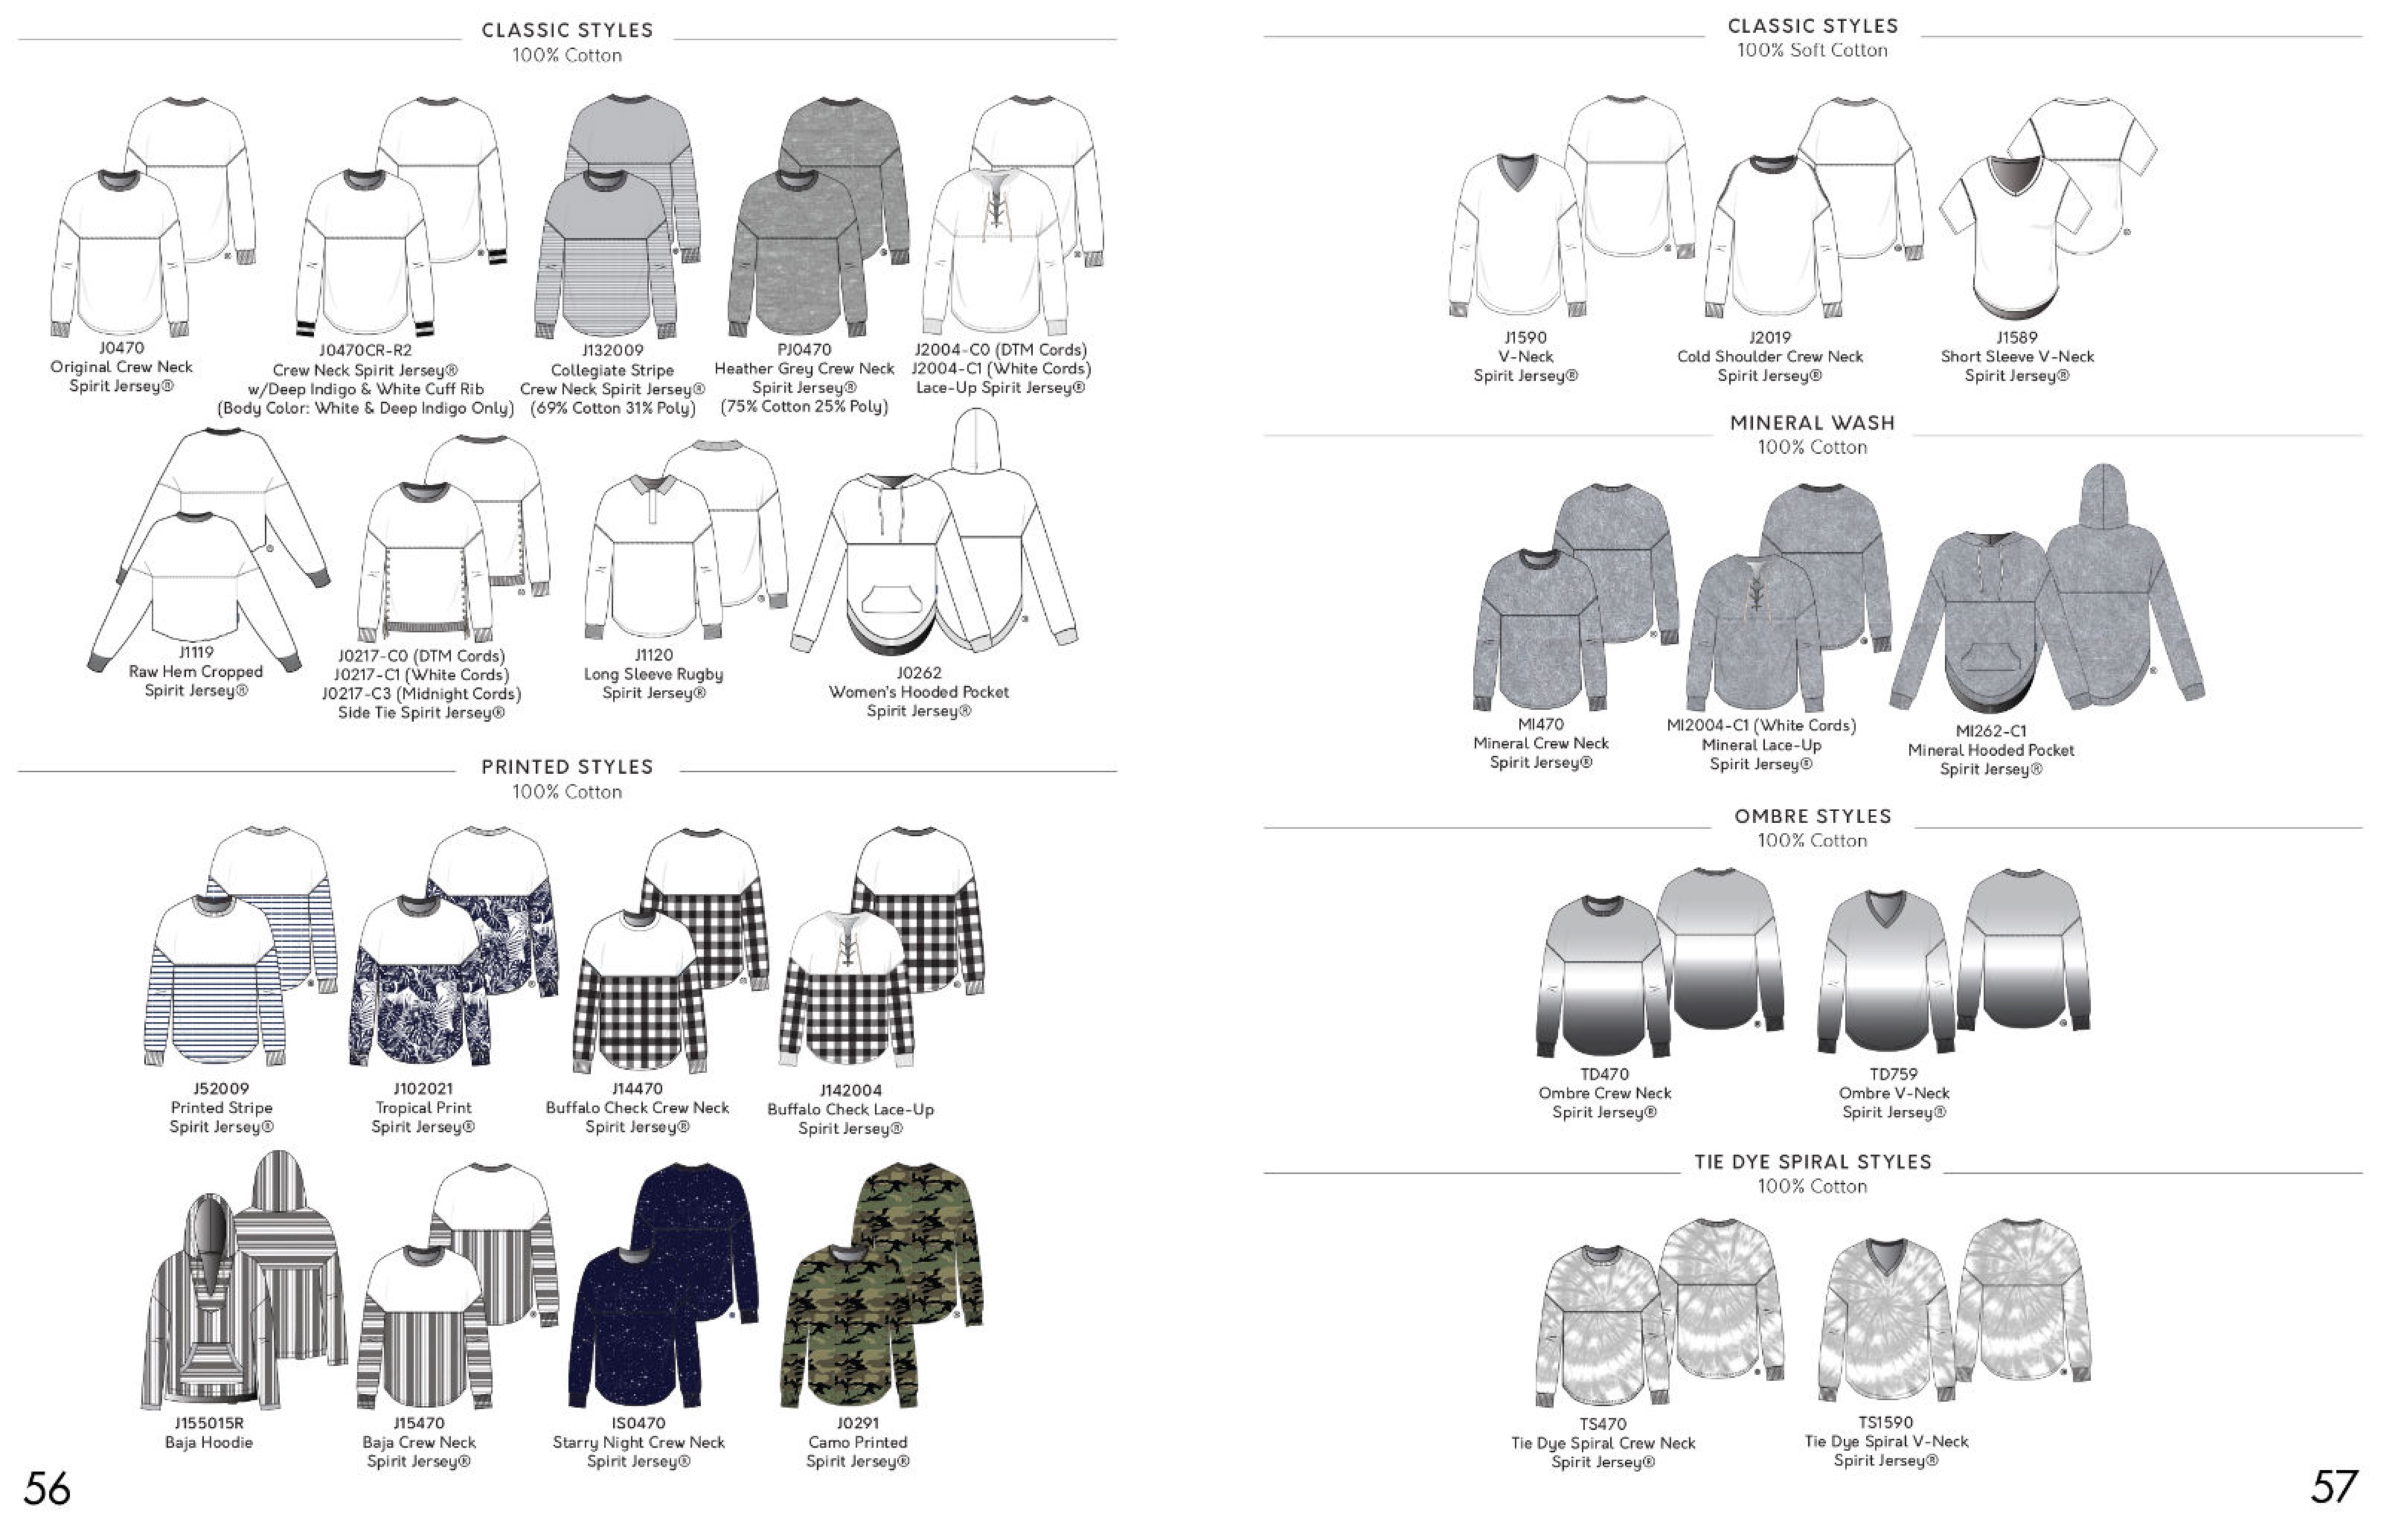 CLASSIC STYLES
100% Cotton
J0470
Original Crew Neck
Spirit Jersey®
J0470CR-R2
Crew Neck Spirit Jersey®
w/Deep Indigo & White Cuff Rib
(Body Color: White & Deep Indigo Only)
J132009
Collegiate Stripe
Crew Neck Spirit Jersey®
(69% Cotton 31% Poly)
PJ0470
Heather Grey Crew Neck
Spirit Jersey®
(75% Cotton 25% Poly)
J2004-C0 (DTM Cords)
J2004-C1 (White Cords)
Lace-Up Spirit Jersey®
J1119
Raw Hem Cropped
Spirit Jersey®
J0217-C0 (DTM Cords)
J0217-C1 (White Cords)
J0217-C3 (Midnight Cords)
Side Tie Spirit Jersey®
J1120
Long Sleeve Rugby
Spirit Jersey®
J0262
Women's Hooded Pocket
Spirit Jersey®
PRINTED STYLES
100% Cotton
J52009
Printed Stripe
Spirit Jersey®
J102021
Tropical Print
Spirit Jersey®
J14470
Buffalo Check Crew Neck
Spirit Jersey®
J142004
Buffalo Check Lace-Up
Spirit Jersey®
J155015R
Baja Hoodie
J15470
Baja Crew Neck
Spirit Jersey®
IS0470
Starry Night Crew Neck
Spirit Jersey®
J0291
Camo Printed
Spirit Jersey®
56
CLASSIC STYLES
100% Soft Cotton
J1590
V-Neck
Spirit Jersey®
J2019
Cold Shoulder Crew Neck
Spirit Jersey®
J1589
Short Sleeve V-Neck
Spirit Jersey®
MINERAL WASH
100% Cotton
MI470
Mineral Crew Neck
Spirit Jersey®
MI2004-C1 (White Cords)
Mineral Lace-Up
Spirit Jersey®
MI262-C1
Mineral Hooded Pocket
Spirit Jersey®
OMBRE STYLES
100% Cotton
TD470
Ombre Crew Neck
Spirit Jersey®
TD759
Ombre V-Neck
Spirit Jersey®
TIE DYE SPIRAL STYLES
100% Cotton
TS470
Tie Dye Spiral Crew Neck
Spirit Jersey®
TS1590
Tie Dye Spiral V-Neck
Spirit Jersey®
57